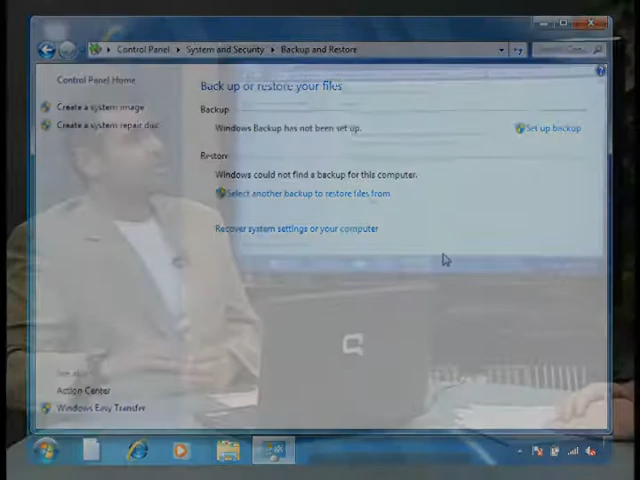 Control Panel
System and Security
Backup and Restore
Control Panel Home
Create a system image
Create a system repair disc
Back up or restore your files
Backup
Windows Backup has not been set up.
Set up backup
Restore
Windows could not find a backup for this computer.
Select another backup to restore files from
Recover system settings or your computer
See also
Action Center
Windows Easy Transfer